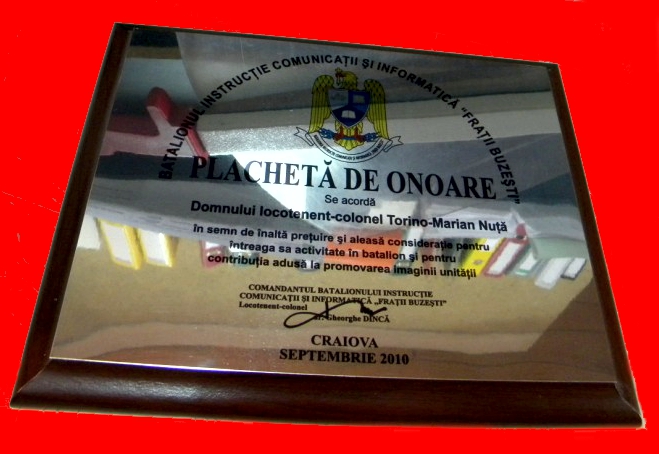 BATALIONUL INSTRUCȚIE COMUNICAȚII ȘI INFORMATICĂ "FRAȚII BUZEȘTI"
PLACHETĂ DE ONOARE
Se acordă
Domnului locotenent-colonel Torino-Marian Nuță
în semn de înaltă prețuire și aleasă considerație pentru
întreaga sa activitate în batalion și pentru
contribuția adusă la promovarea imaginii unității
COMANDANTUL BATALIONULUI INSTRUCȚIE
COMUNICAȚII ȘI INFORMATICĂ „FRAȚII BUZEȘTI"
Locotenent-colonel
Gheorghe DINCĂ
CRAIOVA
SEPTEMBRIE 2010